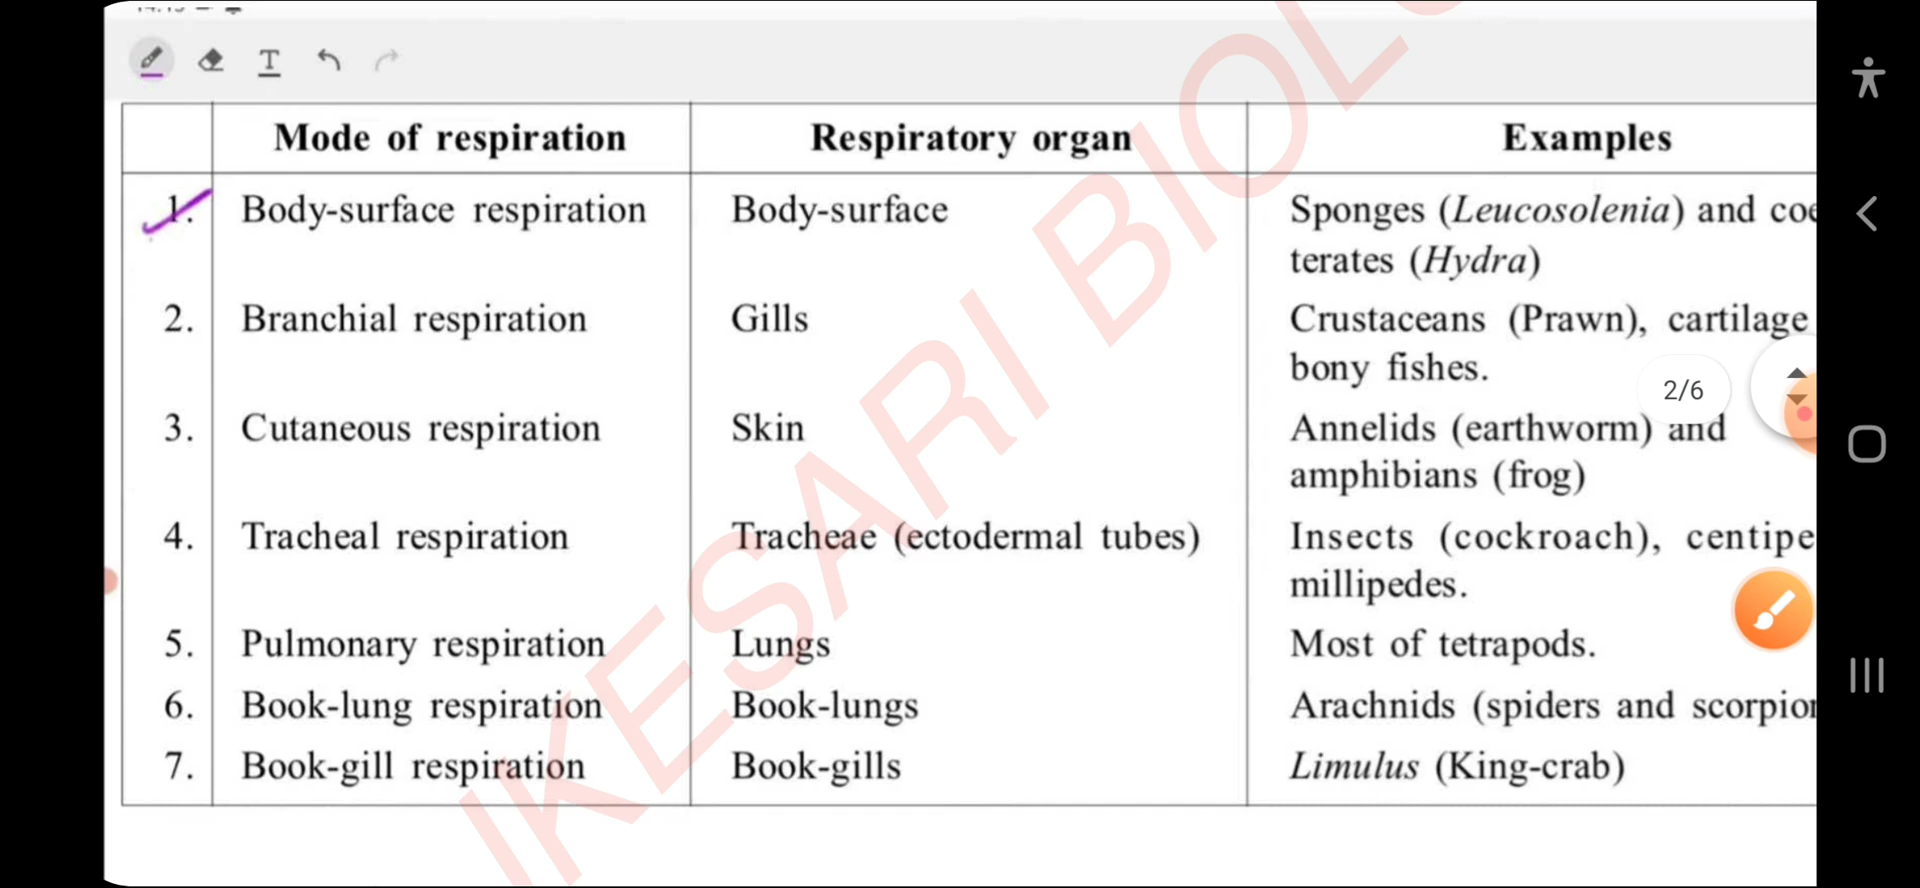 Mode of respiration Respiratory organ Examples
1. Body-surface respiration Body-surface Sponges (Leucosolenia) and coe
terates (Hydra)
2. Branchial respiration Gills Crustaceans (Prawn), cartilage
bony fishes.
2/6
3. Cutaneous respiration Skin Annelids (earthworm) and
amphibians (frog)
4. Tracheal respiration Tracheae (ectodermal tubes) Insects (cockroach), centipe
millipedes.
5. Pulmonary respiration Lungs Most of tetrapods.
6. Book-lung respiration Book-lungs Arachnids (spiders and scorpion
7. Book-gill respiration Book-gills Limulus (King-crab)
IKESARI BIOLO